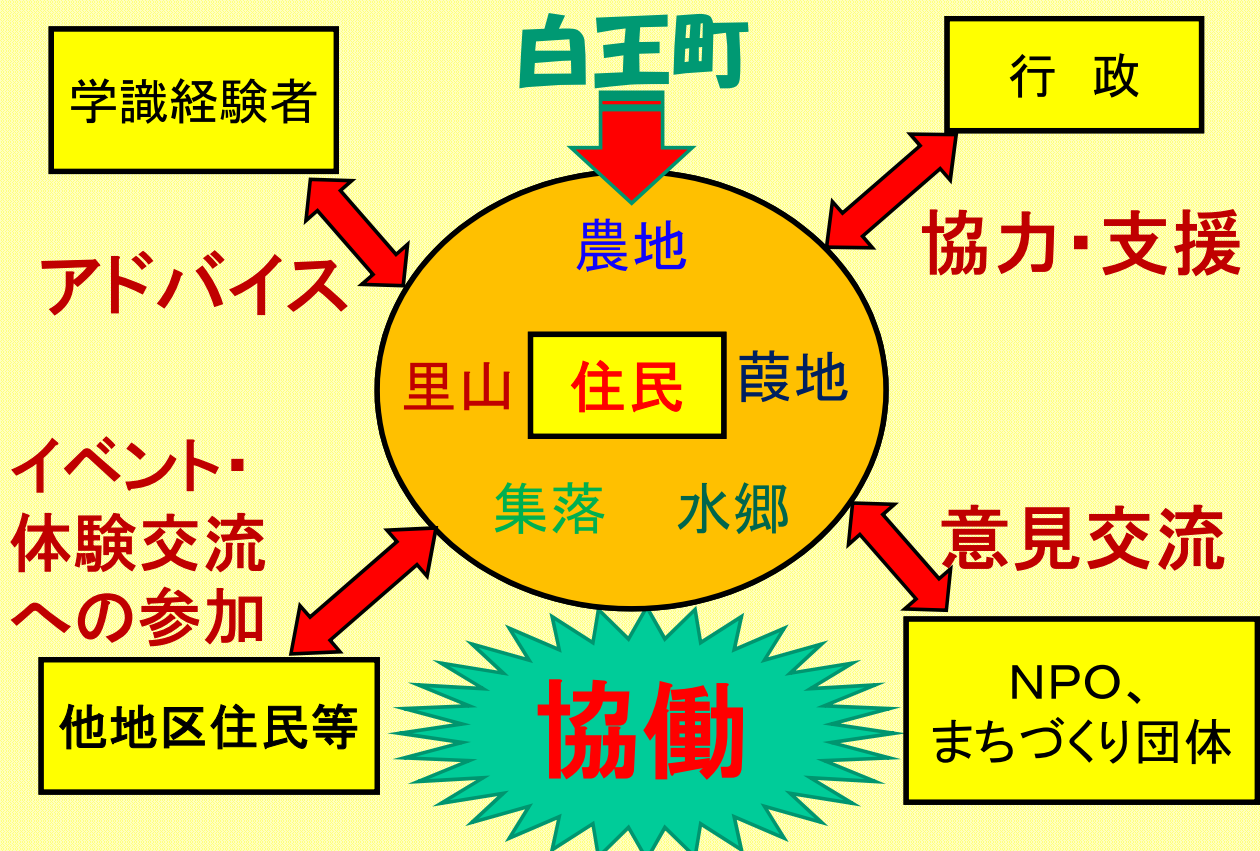 白王町
学識経験者
行　政
アドバイス
協力・支援
農地
里山
住民
葭地
集落
水郷
イベント・
体験交流
への参加
意見交流
他地区住民等
協働
NPO、
まちづくり団体